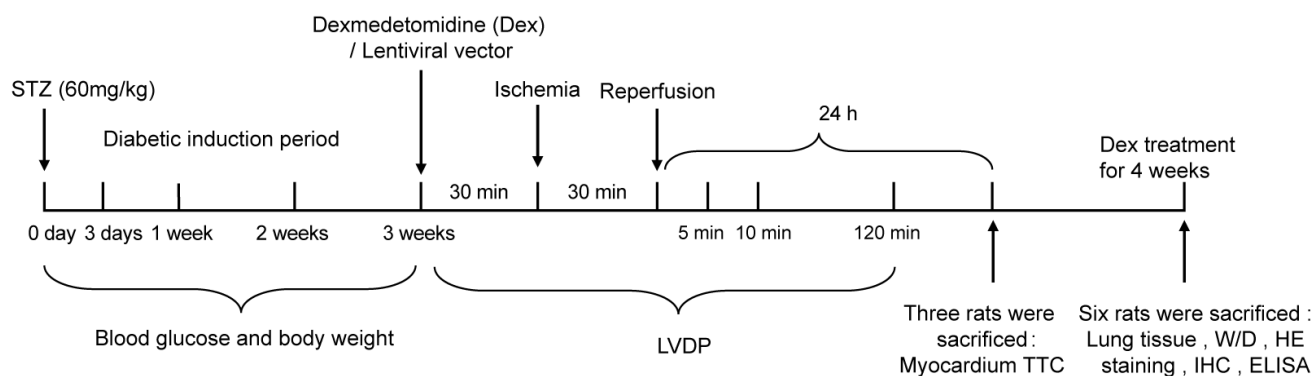 Dexmedetomidine (Dex)
/ Lentiviral vector
STZ (60mg/kg)
Ischemia
Reperfusion
Diabetic induction period
24 h
Dex treatment
for 4 weeks
30 min
30 min
0 day
3 days
1 week
2 weeks
3 weeks
5 min
10 min
120 min
Blood glucose and body weight
LVDP
Three rats were
sacrificed:
Myocardium TTC
Six rats were sacrificed :
Lung tissue , W/D , HE
staining , IHC , ELISA